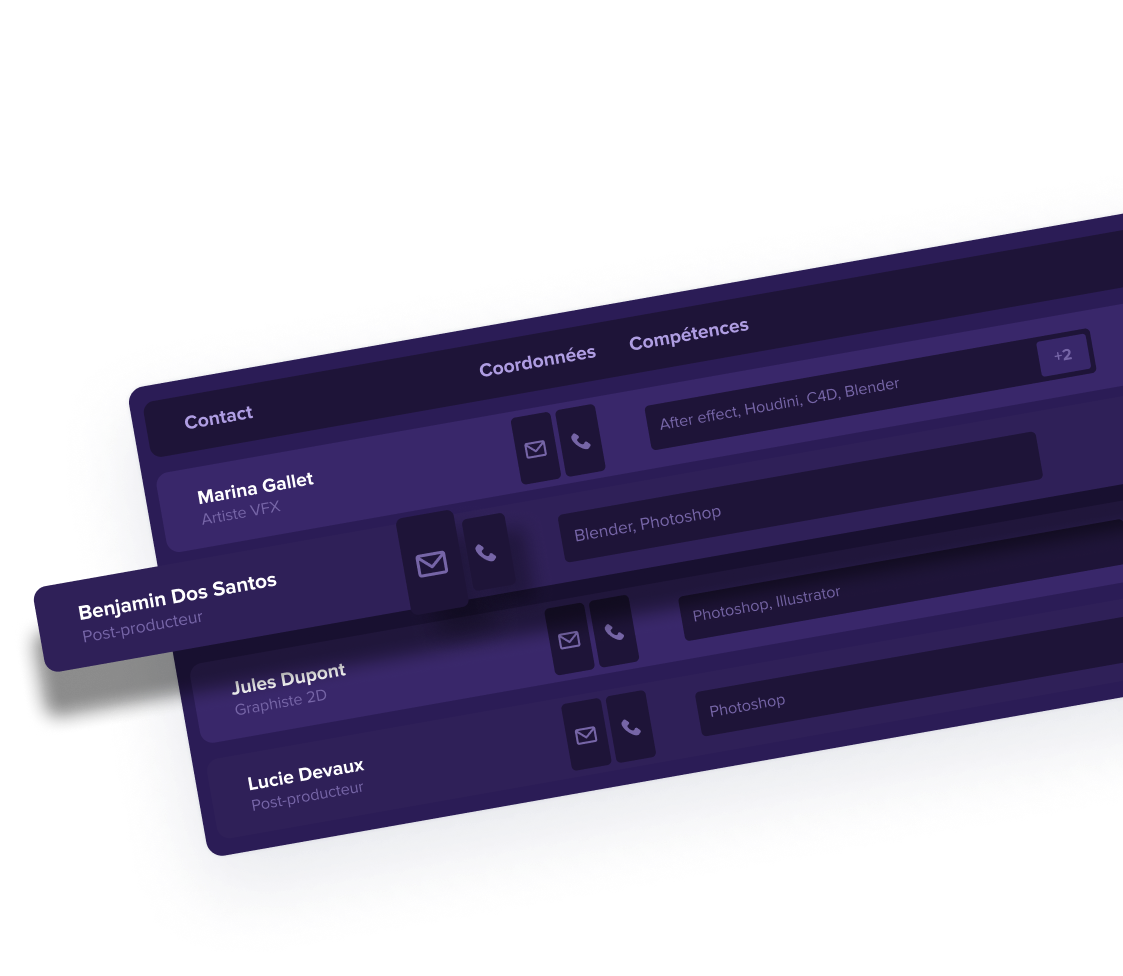 Contact
Coordonnées
Compétences
Marina Gallet
Artiste VFX
After effect, Houdini, C4D, Blender
+2
Benjamin Dos Santos
Post-producteur
Blender, Photoshop
Jules Dupont
Graphiste 2D
Photoshop, Illustrator
Lucie Devaux
Post-producteur
Photoshop